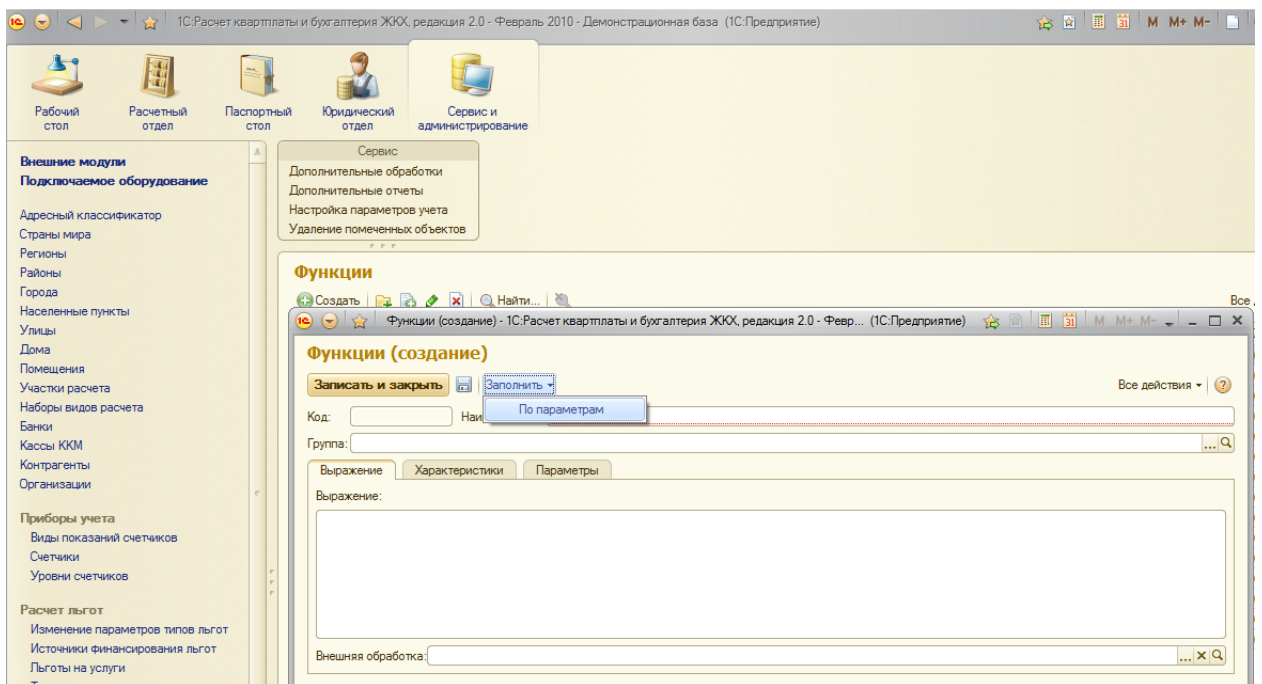 1С:Расчет квартплаты и бухгалтерия ЖКХ, редакция 2.0 - Февраль 2010 - Демонстрационная база (1С:Предприятие)
31 M M+ M-
Рабочий стол
Расчетный отдел
Паспортный стол
Юридический отдел
Сервис и администрирование
Внешние модули
Подключаемое оборудование
Адресный классификатор
Страны мира
Регионы
Районы
Города
Населенные пункты
Улицы
Дома
Помещения
Участки расчета
Наборы видов расчета
Банки
Кассы ККМ
Контрагенты
Организации
Приборы учета
Виды показаний счетчиков
Счетчики
Уровни счетчиков
Расчет льгот
Изменение параметров типов льгот
Источники финансирования льгот
Льготы на услуги
Сервис
Дополнительные обработки
Дополнительные отчеты
Настройка параметров учета
Удаление помеченных объектов
Функции
Создать Найти... Все
Функции (создание) - 1С:Расчет квартплаты и бухгалтерия ЖКХ, редакция 2.0 - Февр... (1С:Предприятие) 31 M M+ M-
Функции (создание)
Записать и закрыть Заполнить Все действия ?
По параметрам
Код: Наи
Группа: ...
Выражение Характеристики Параметры
Выражение:
Внешняя обработка: ...